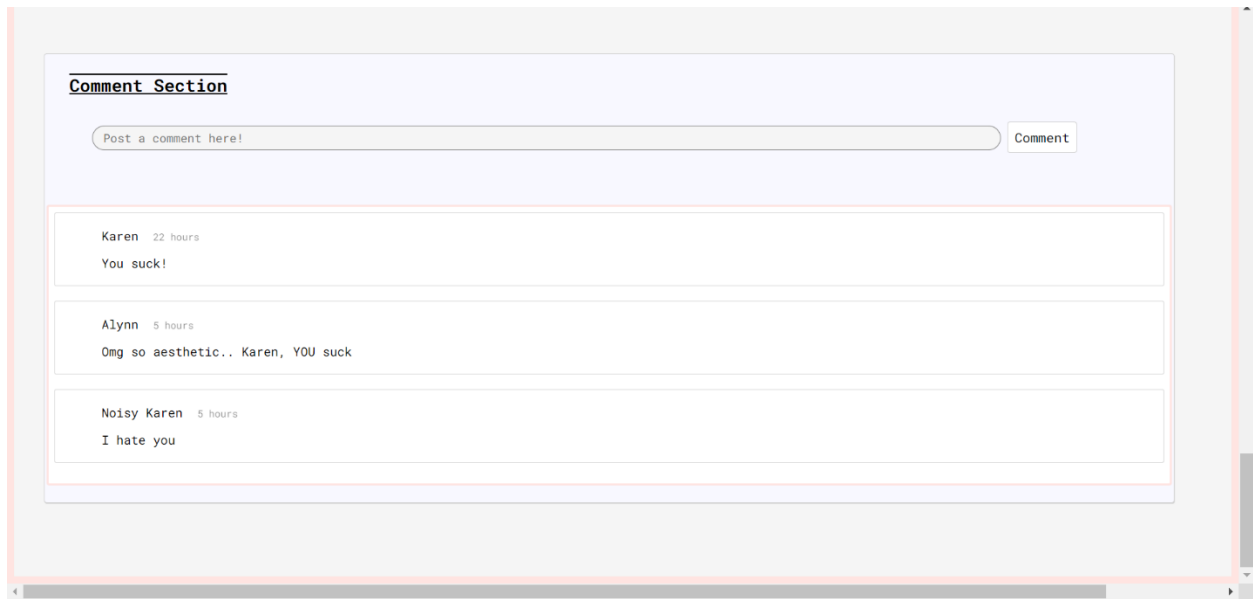 Comment Section
Post a comment here!
Comment
Karen 22 hours
You suck!
Alynn 5 hours
Omg so aesthetic.. Karen, YOU suck
Noisy Karen 5 hours
I hate you